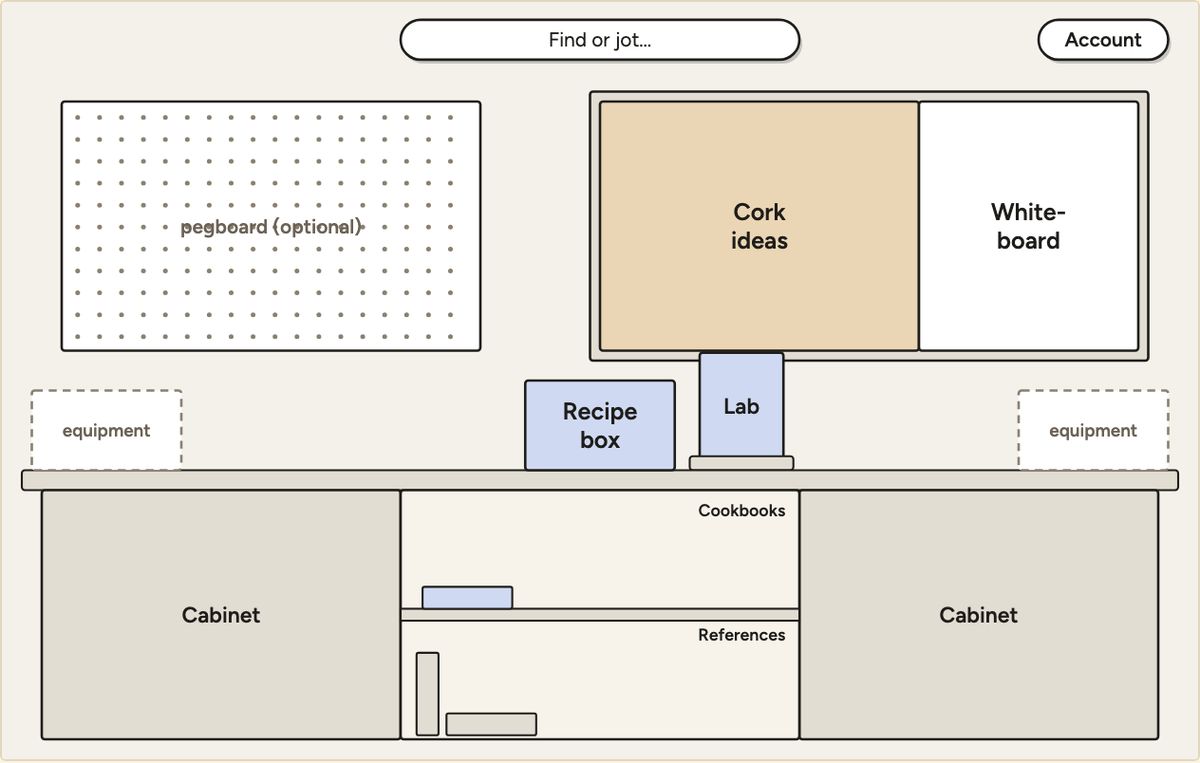 Find or jot...
Account
pegboard (optional)
Cork
ideas
White-
board
Recipe
box
Lab
equipment
equipment
Cookbooks
Cabinet
Cabinet
References